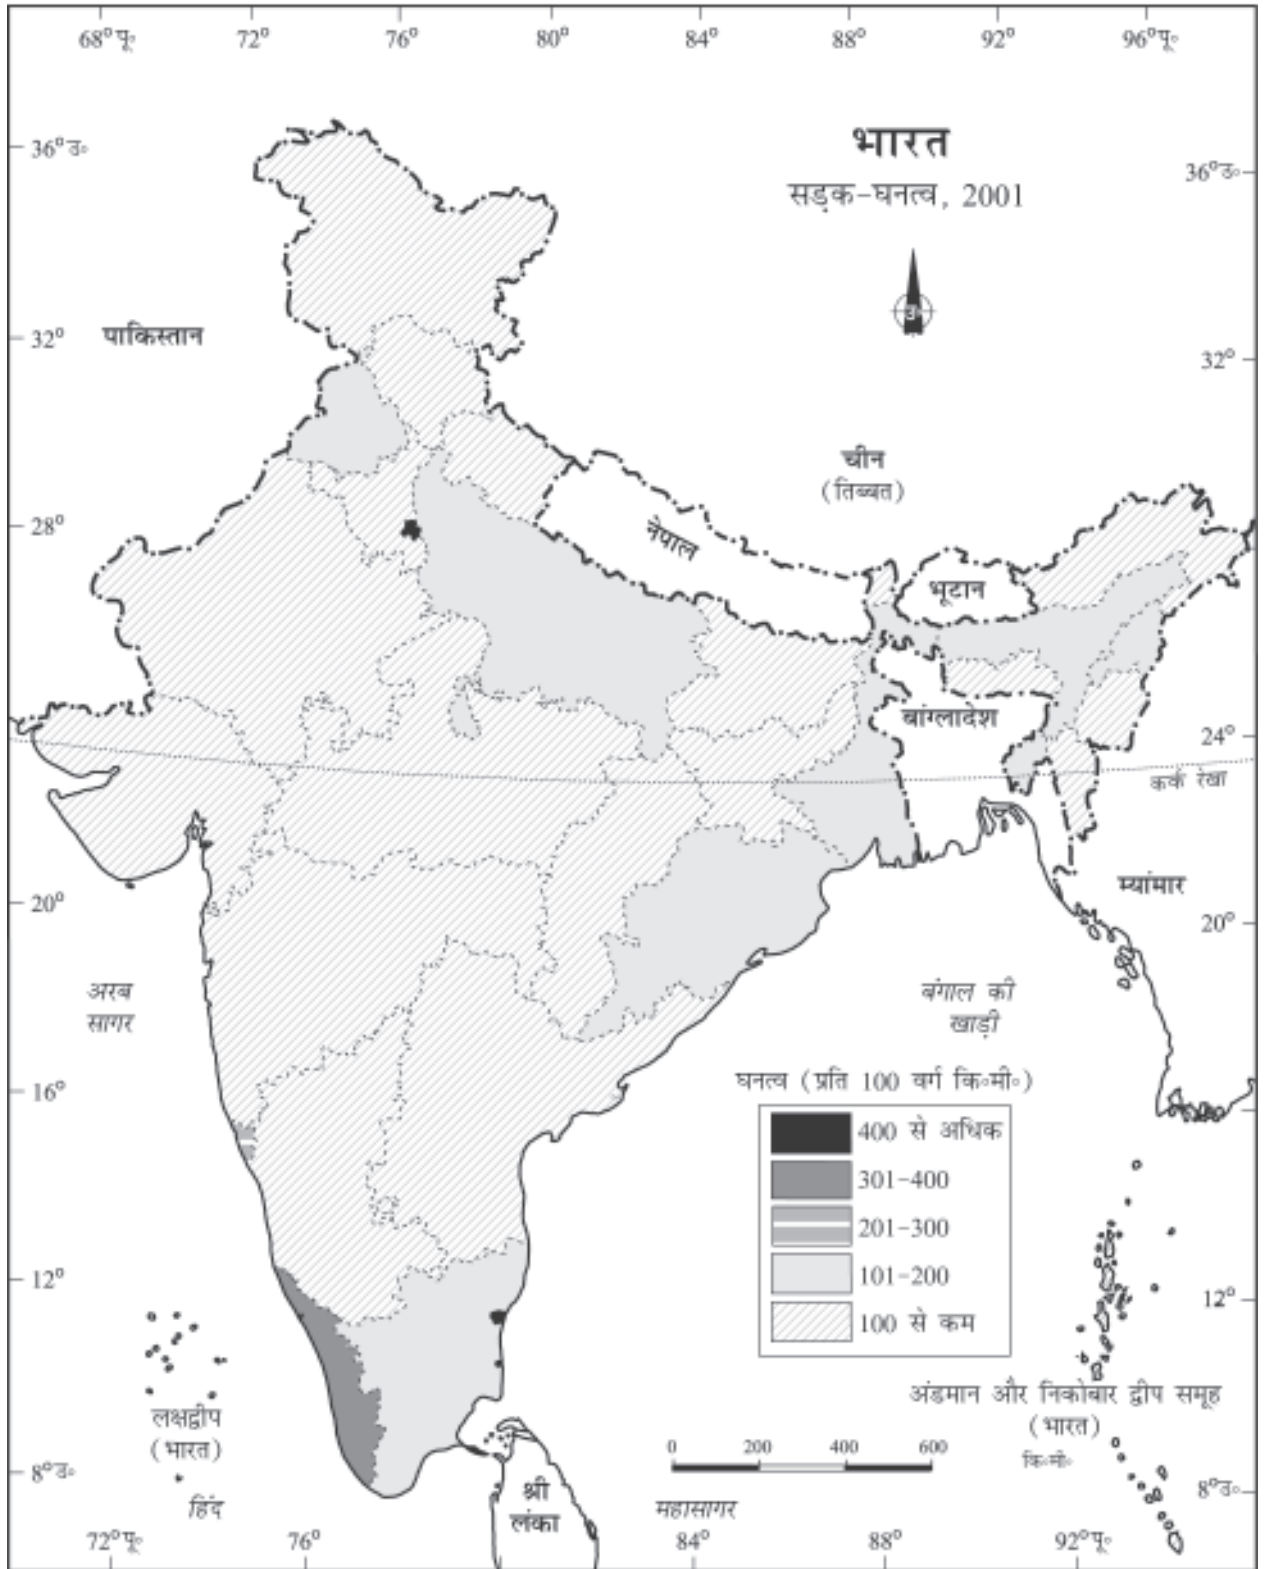 68°पू॰ 72° 76° 80° 84° 88° 92° 96°पू॰
भारत
सड़क-घनत्व, 2001
36°उ॰
36°उ॰
उ॰
पाकिस्तान
32°
32°
चीन
(तिब्बत)
28°
नेपाल
भूटान
बांग्लादेश
24°
कर्क रेखा
म्यांमार
20°
20°
अरब
सागर
बंगाल की
खाड़ी
16°
घनत्व (प्रति 100 वर्ग कि॰मी॰)
400 से अधिक
301-400
201-300
101-200
100 से कम
12°
12°
अंडमान और निकोबार द्वीप समूह
(भारत)
लक्षद्वीप
(भारत)
0 200 400 600
कि॰मी॰
8°उ॰
8°उ॰
हिंद
श्री
लंका
महासागर
72°पू॰ 76° 84° 88° 92°पू॰